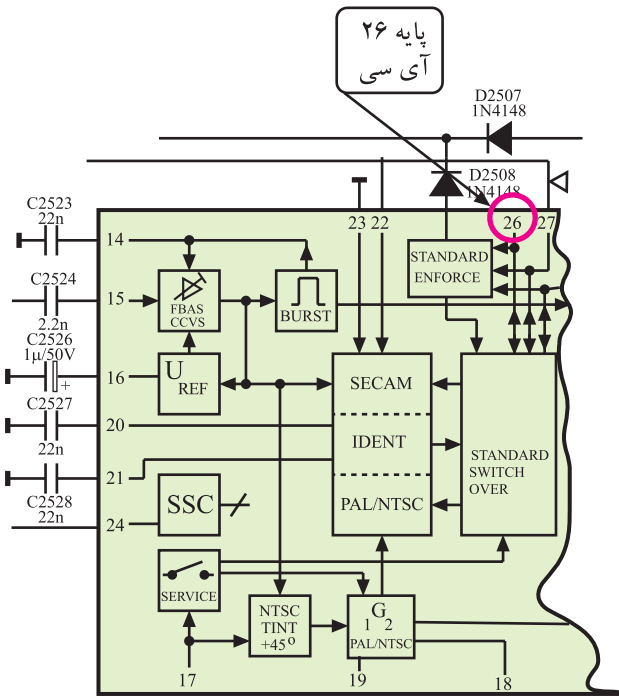 پایه ۲۶
آی سی
D2507
1N4148
D2508
1N4148
C2523
22n
14
23
22
26
27
STANDARD
ENFORCE
C2524
2.2n
15
FBAS
CCVS
BURST
C2526
1µ/50V
+
16
U REF
SECAM
C2527
22n
20
IDENT
STANDARD
SWITCH
OVER
21
C2528
22n
SSC
PAL/NTSC
24
SERVICE
NTSC
TINT
+45°
G
1 2
PAL/NTSC
17
19
18